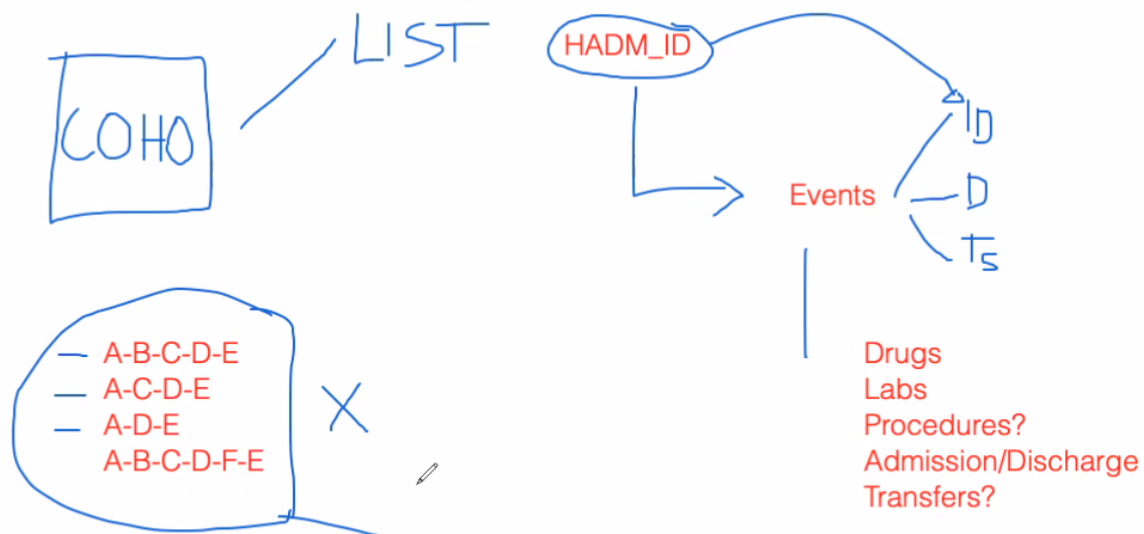 COHO
LIST
HADM_ID
Events
ID
D
TS
A-B-C-D-E
A-C-D-E
A-D-E
A-B-C-D-F-E
X
Drugs
Labs
Procedures?
Admission/Discharge
Transfers?